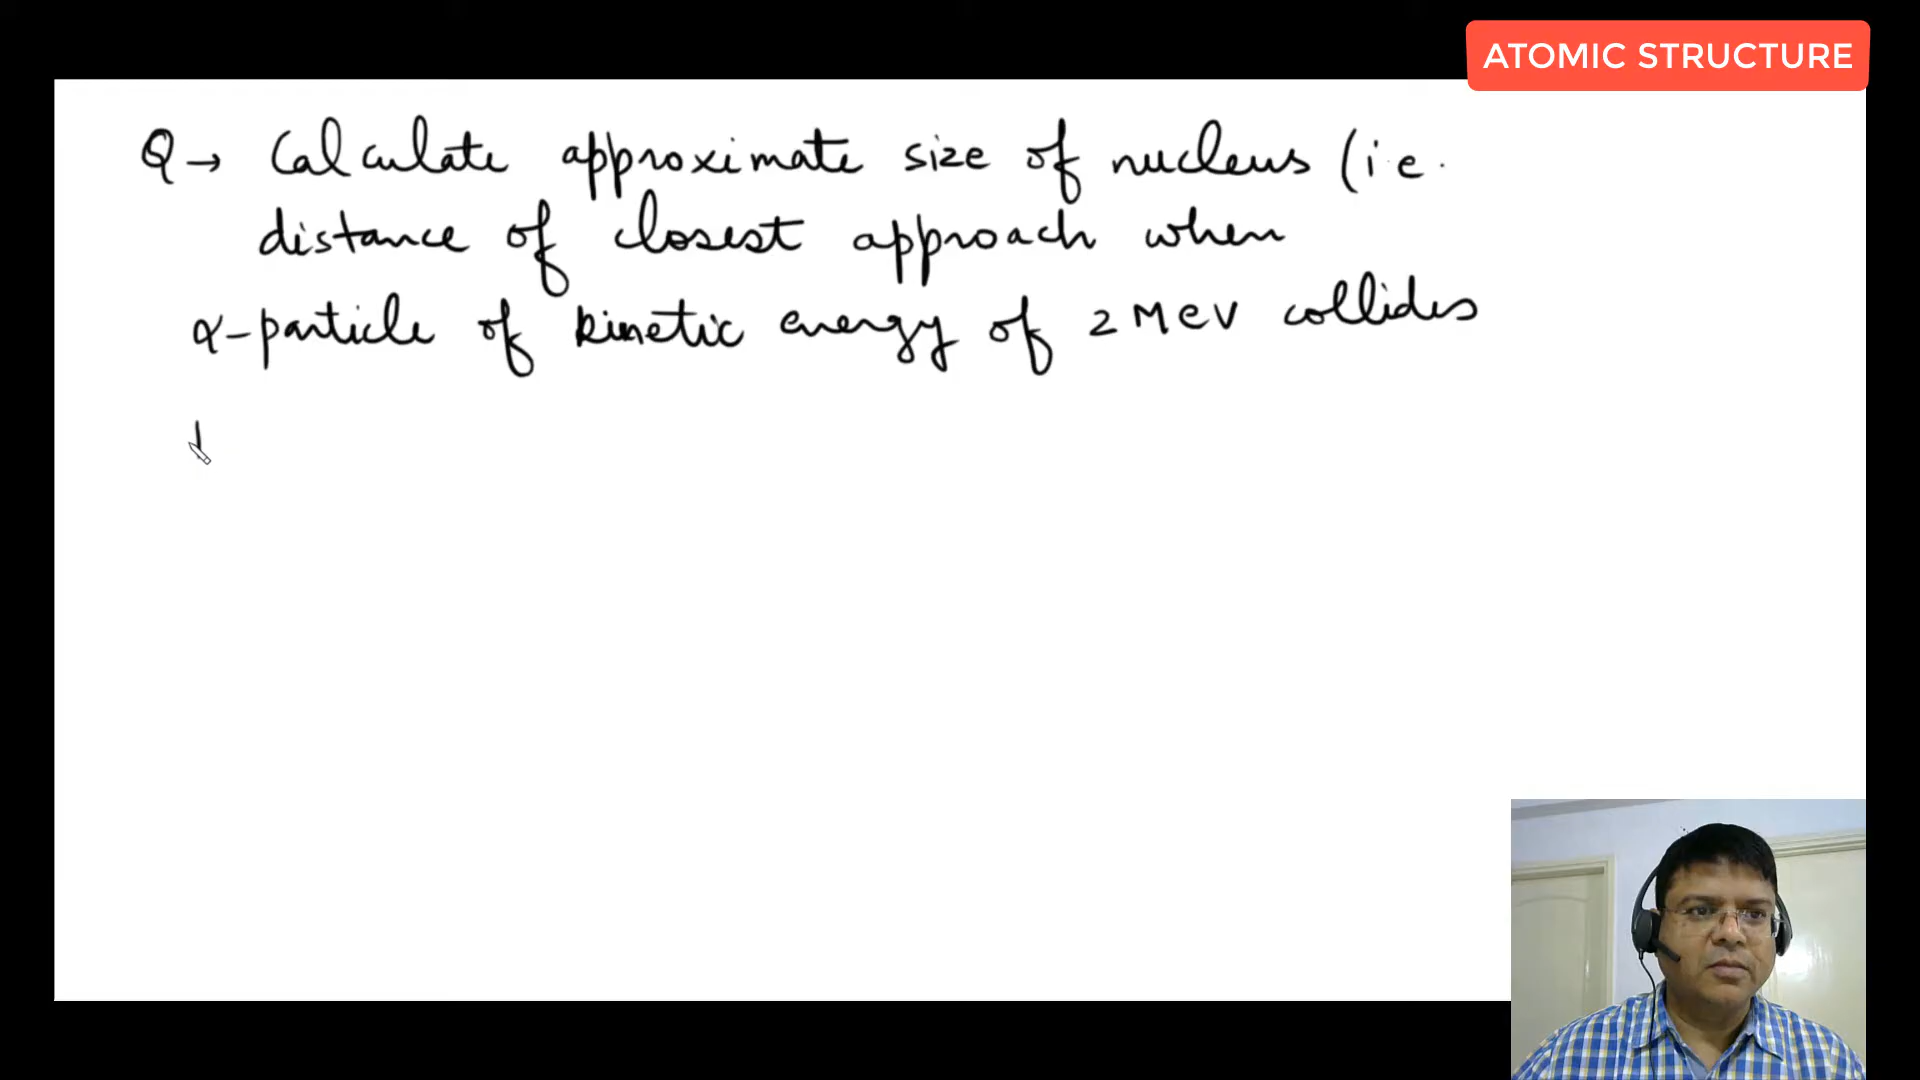 ATOMIC STRUCTURE
Q→ Calculate approximate size of nucleus (i.e.
distance of closest approach when
α-particle of kinetic energy of 2 MeV collides